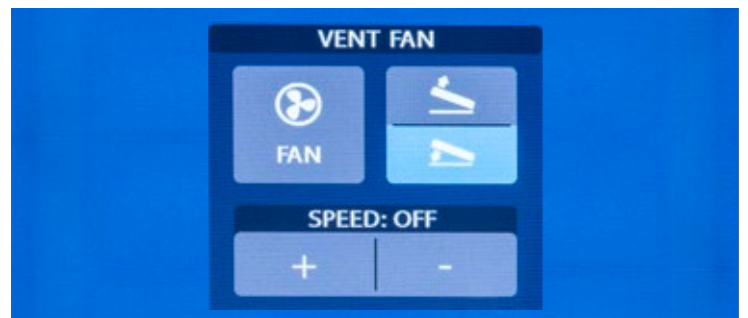 VENT FAN
FAN
SPEED: OFF
+ -